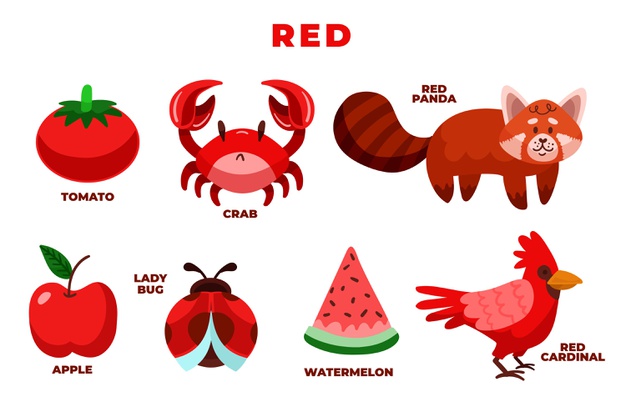 RED
TOMATO
CRAB
RED
PANDA
APPLE
LADY
BUG
WATERMELON
RED
CARDINAL